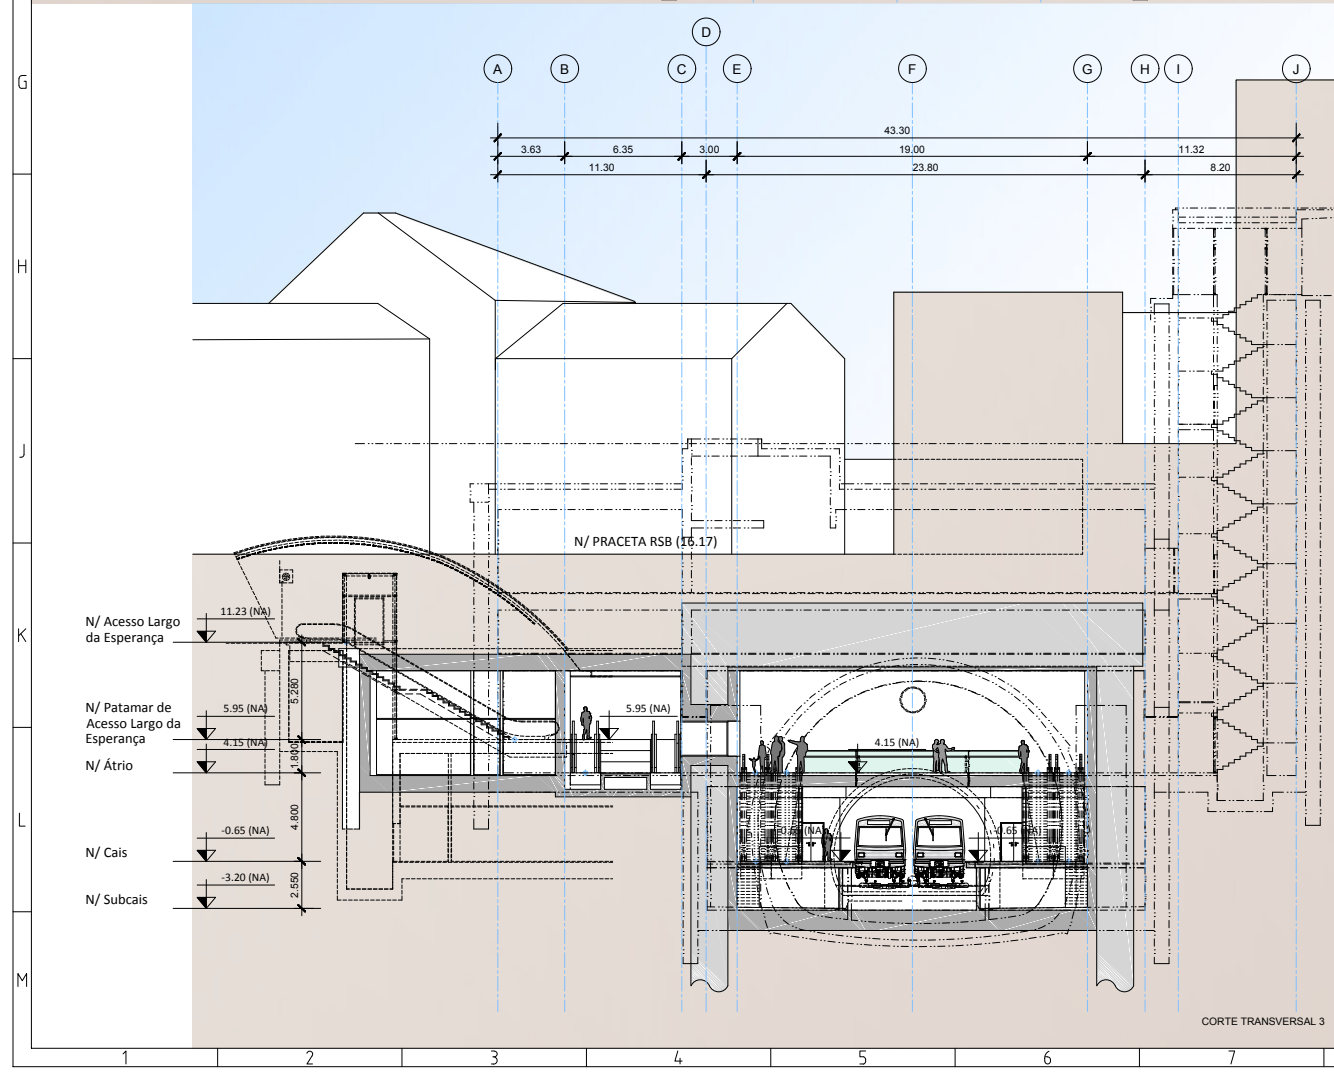 D
A
B
C
E
F
G
H
I
J
G
43.30
3.63
6.35
3.00
19.00
11.32
11.30
23.80
8.20
H
J
N/ PRACETA RSB (16.17)
11.23 (NA)
N/ Acesso Largo
da Esperança
K
5.280
N/ Patamar de
Acesso Largo da
Esperança
5.95 (NA)
5.95 (NA)
4.15 (NA)
4.15 (NA)
1.800
N/ Átrio
4.800
L
-0.65 (NA)
-0.65 (NA)
-0.65 (NA)
N/ Cais
-3.20 (NA)
2.550
N/ Subcais
M
CORTE TRANSVERSAL 3
1
2
3
4
5
6
7